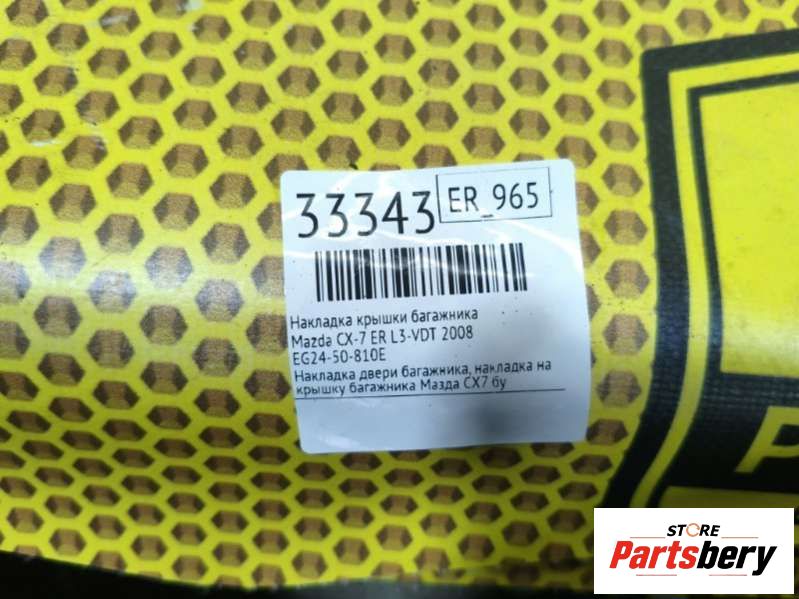 33343
ER_965
Накладка крышки багажника
Mazda CX-7 ER L3-VDT 2008
EG24-50-810E
Накладка двери багажника, накладка на
крышку багажника Мазда СХ7 бу
P
STORE
Partsbery